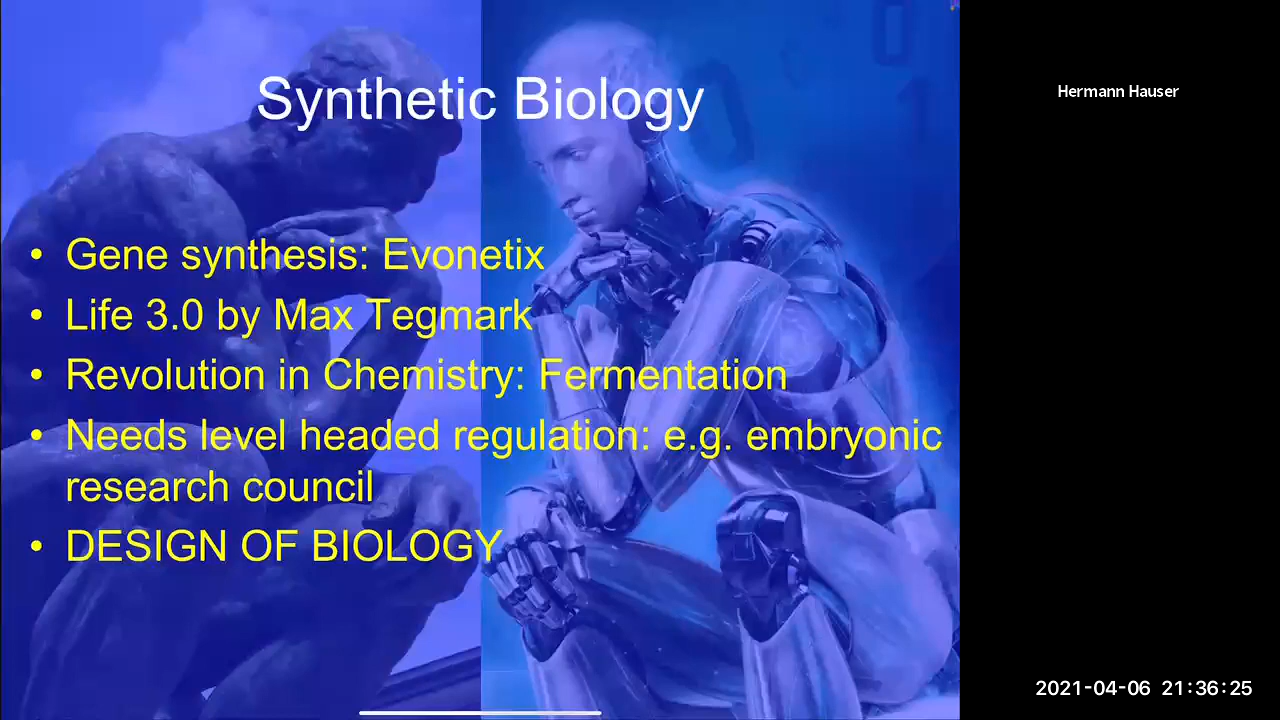 Synthetic Biology
• Gene synthesis: Evonetix
• Life 3.0 by Max Tegmark
• Revolution in Chemistry: Fermentation
• Needs level headed regulation: e.g. embryonic
research council
• DESIGN OF BIOLOGY
Hermann Hauser
2021-04-06 21:36:25